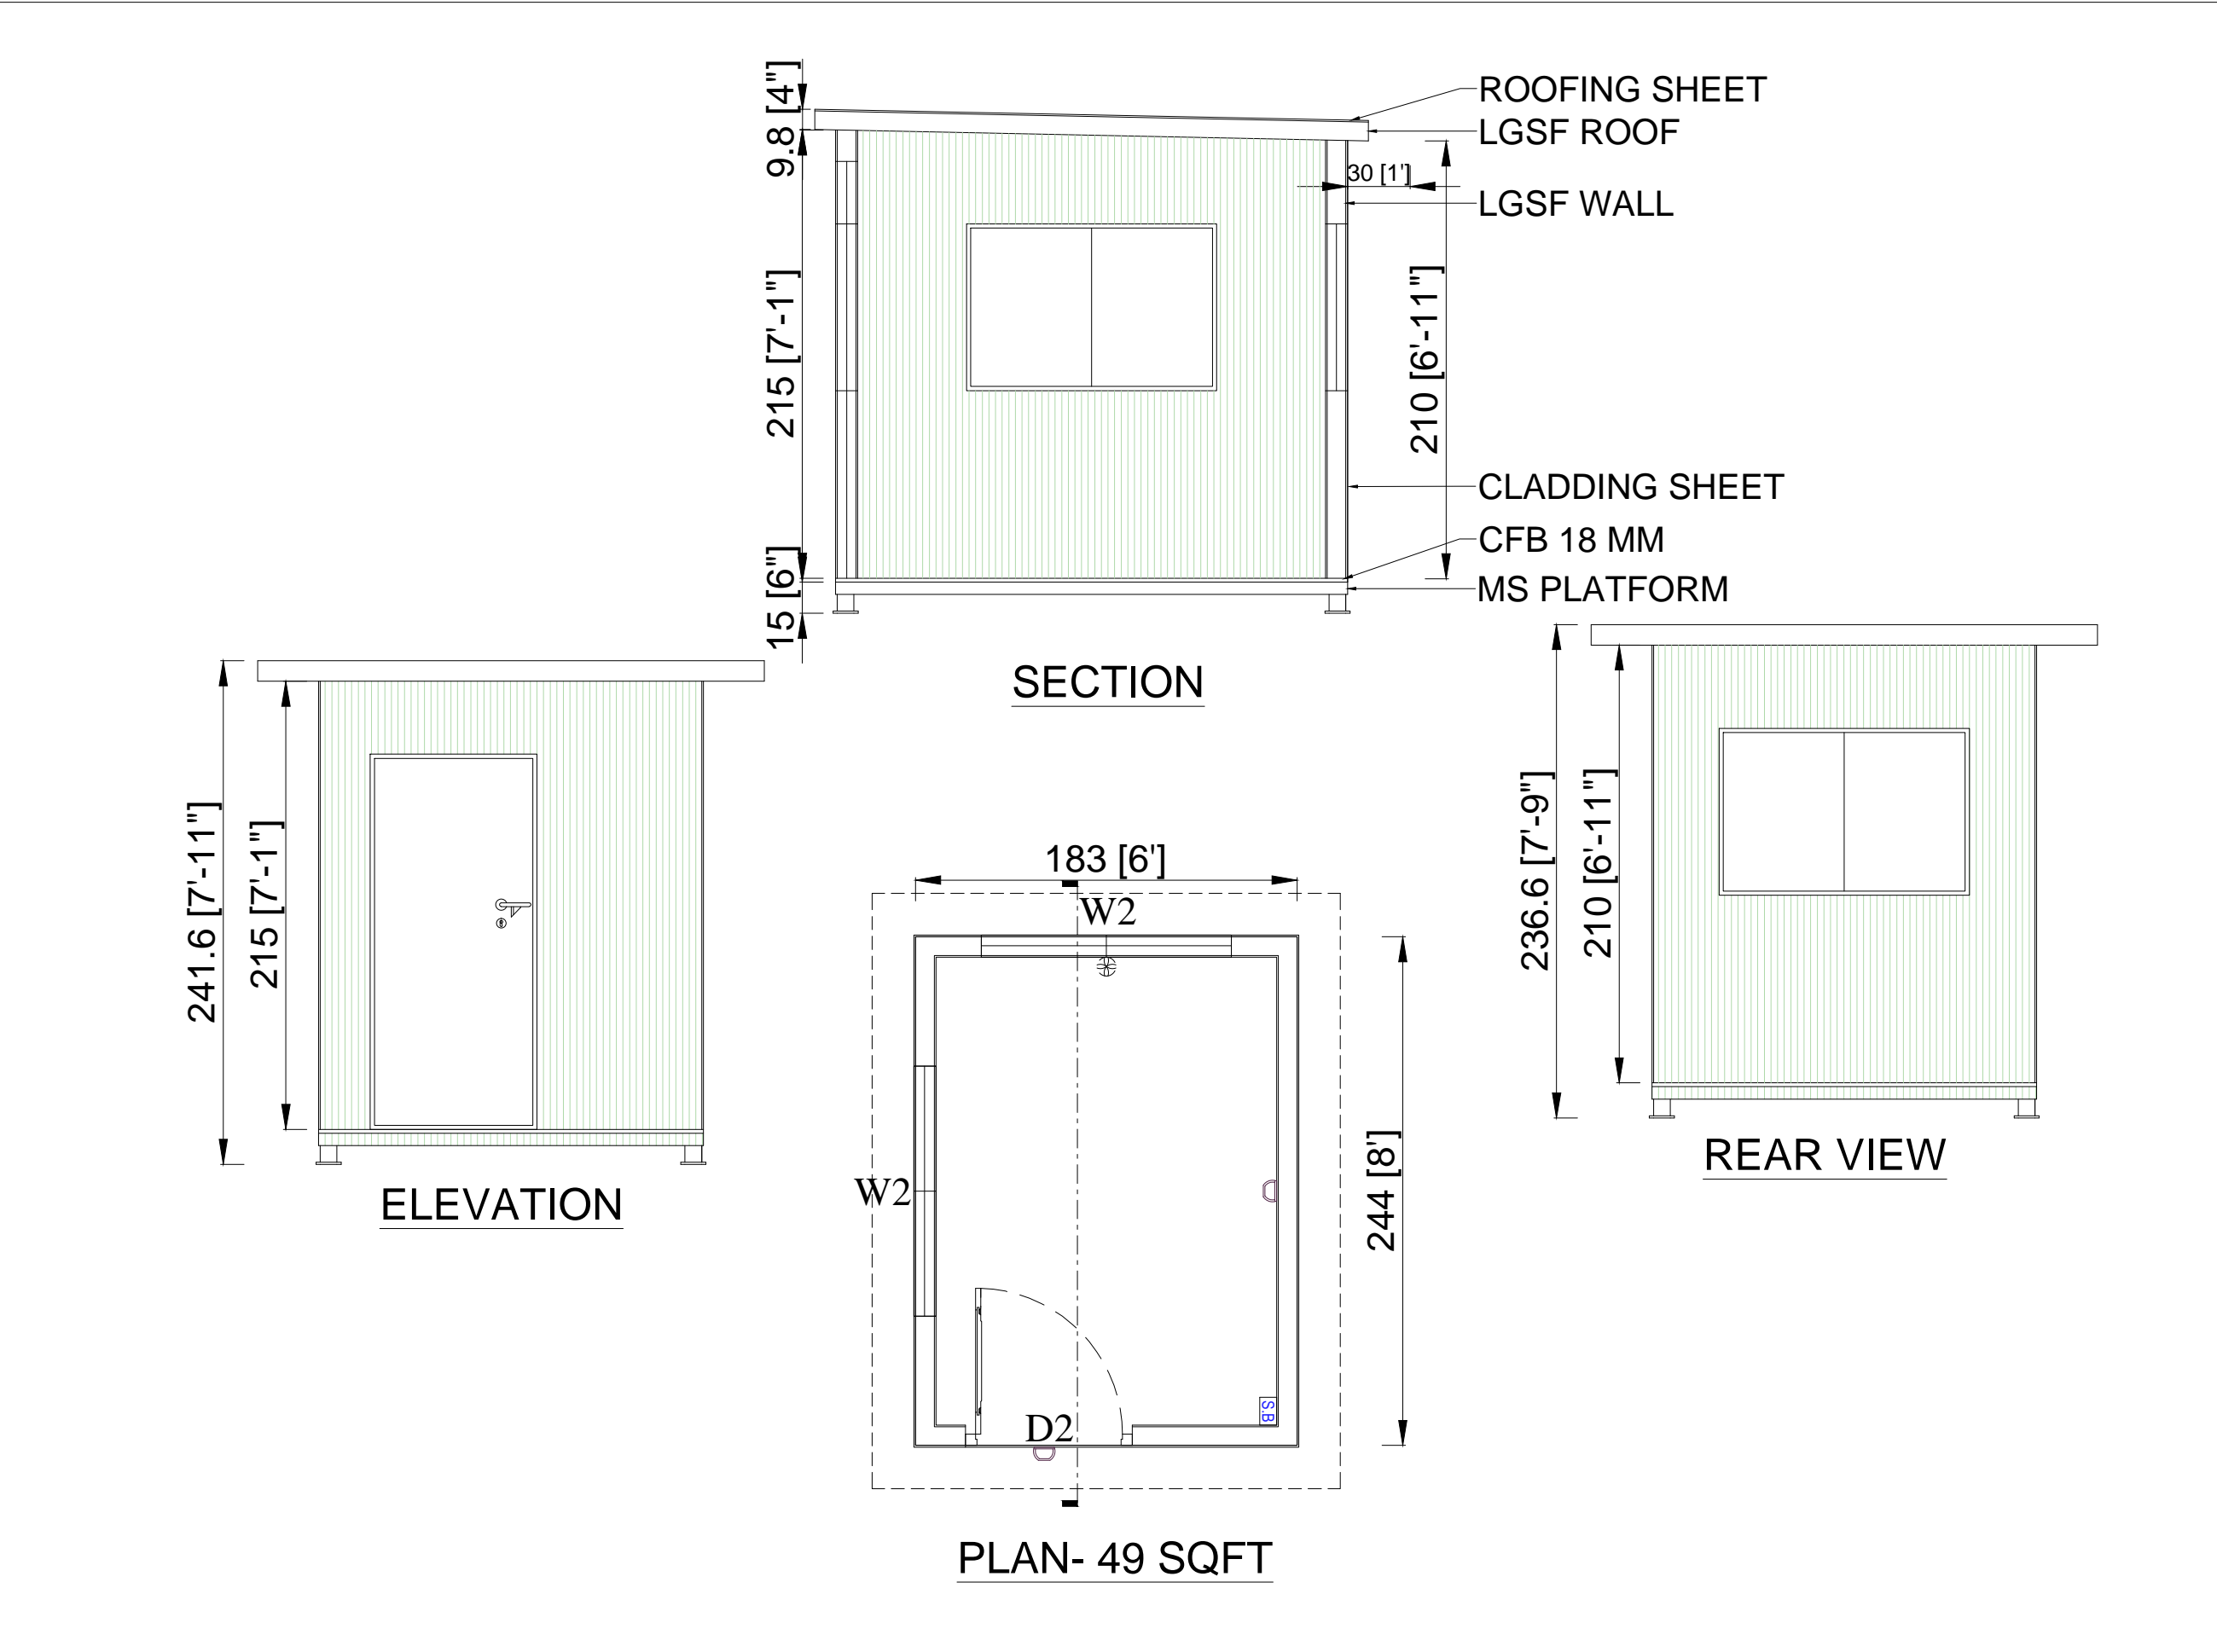 9.8 [4"]
ROOFING SHEET
LGSF ROOF
30 [1']
LGSF WALL
215 [7'-1"]
210 [6'-11"]
CLADDING SHEET
CFB 18 MM
MS PLATFORM
15 [6"]
SECTION
241.6 [7'-11"]
215 [7'-1"]
ELEVATION
183 [6']
W2
W2
244 [8']
S.B
D2
PLAN- 49 SQFT
236.6 [7'-9"]
210 [6'-11"]
REAR VIEW